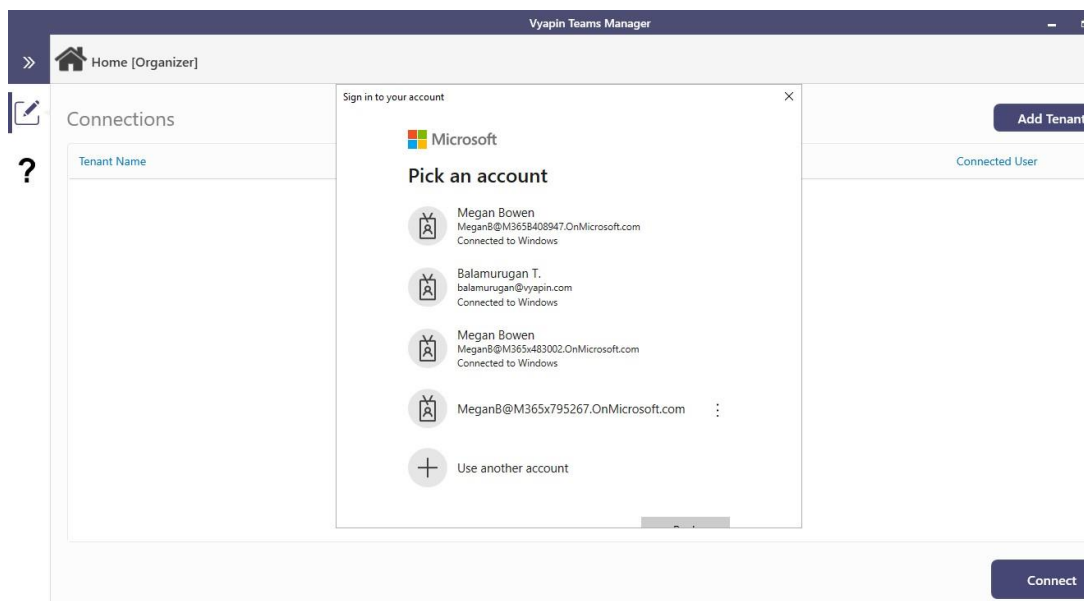 Vyapin Teams Manager
Home [Organizer]
Connections
Add Tenant
Tenant Name
Connected User
Sign in to your account
Microsoft
Pick an account
Megan Bowen
MeganB@M365B408947.OnMicrosoft.com
Connected to Windows
Balamurugan T.
balamurugan@vyapin.com
Connected to Windows
Megan Bowen
MeganB@M365x483002.OnMicrosoft.com
Connected to Windows
MeganB@M365x795267.OnMicrosoft.com
Use another account
Connect